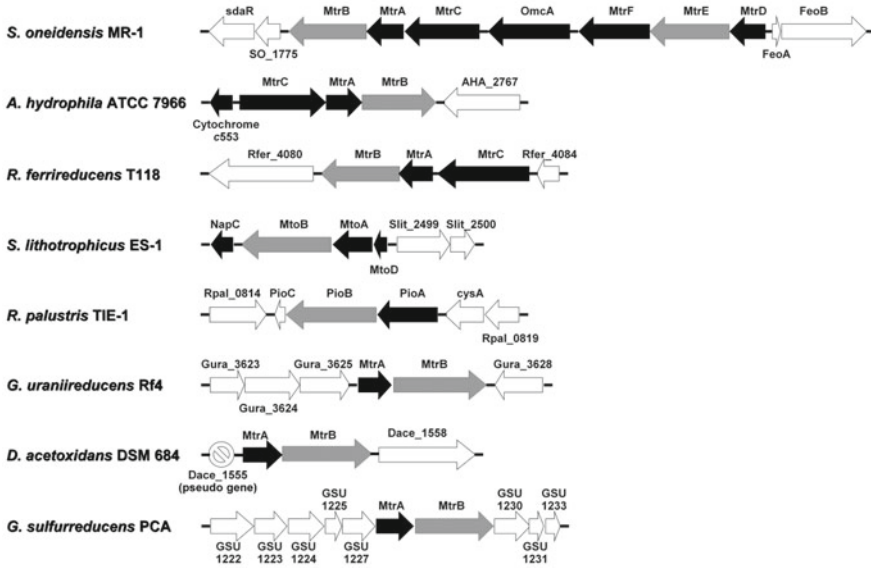 sdaR MtrB MtrA MtrC OmcA MtrF MtrE MtrD FeoB
S. oneidensis MR-1
SO_1775 FeoA
MtrC MtrA MtrB AHA_2767
A. hydrophila ATCC 7966
Cytochrome
c553
Rfer_4080 MtrB MtrA MtrC Rfer_4084
R. ferrireducens T118
NapC MtoB MtoA Slit_2499 Slit_2500
S. lithotrophicus ES-1
MtoD
Rpal_0814 PioC PioB PioA cysA
R. palustris TIE-1
Rpal_0819
Gura_3623 Gura_3625 MtrA MtrB Gura_3628
G. uraniireducens Rf4
Gura_3624
MtrA MtrB Dace_1558
D. acetoxidans DSM 684
Dace_1555
(pseudo gene)
GSU
1225 MtrA MtrB GSU
1230 GSU
1233
G. sulfurreducens PCA
GSU
1222 GSU
1223 GSU
1224 GSU
1227 GSU
1231